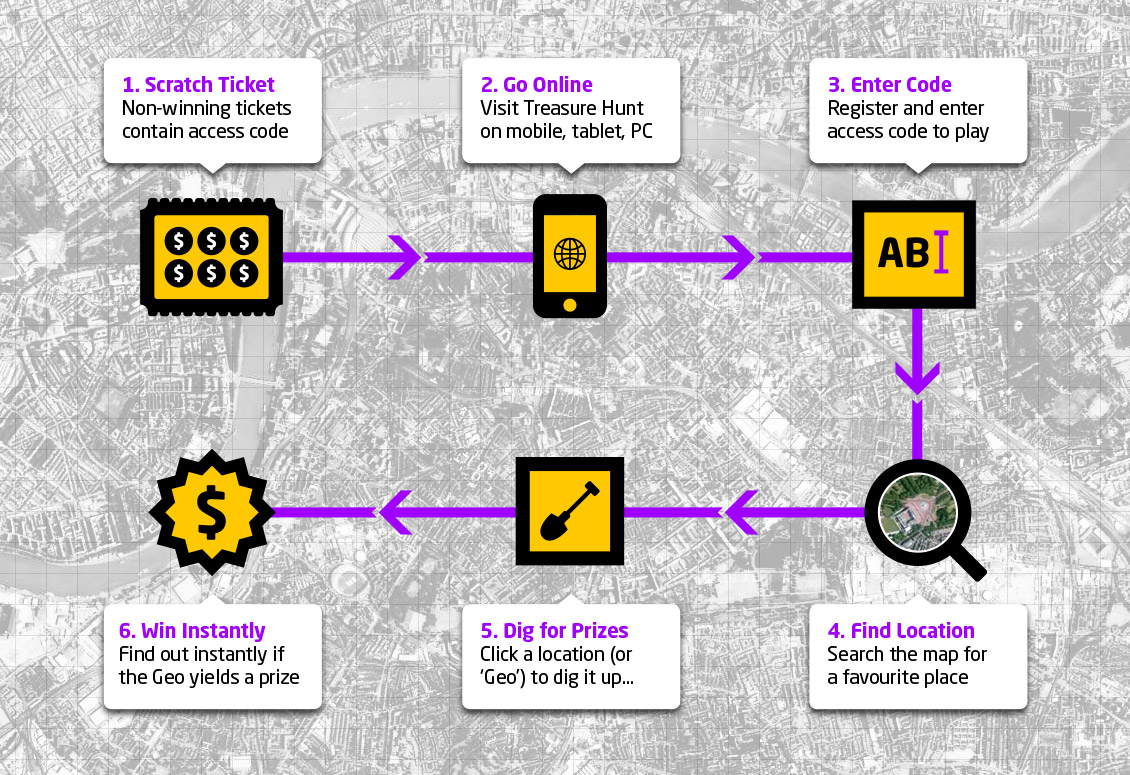 1. Scratch Ticket
Non-winning tickets
contain access code
2. Go Online
Visit Treasure Hunt
on mobile, tablet, PC
3. Enter Code
Register and enter
access code to play
$ $ $
$ $ $
AB
$
6. Win Instantly
Find out instantly if
the Geo yields a prize
5. Dig for Prizes
Click a location (or
‘Geo’) to dig it up...
4. Find Location
Search the map for
a favourite place